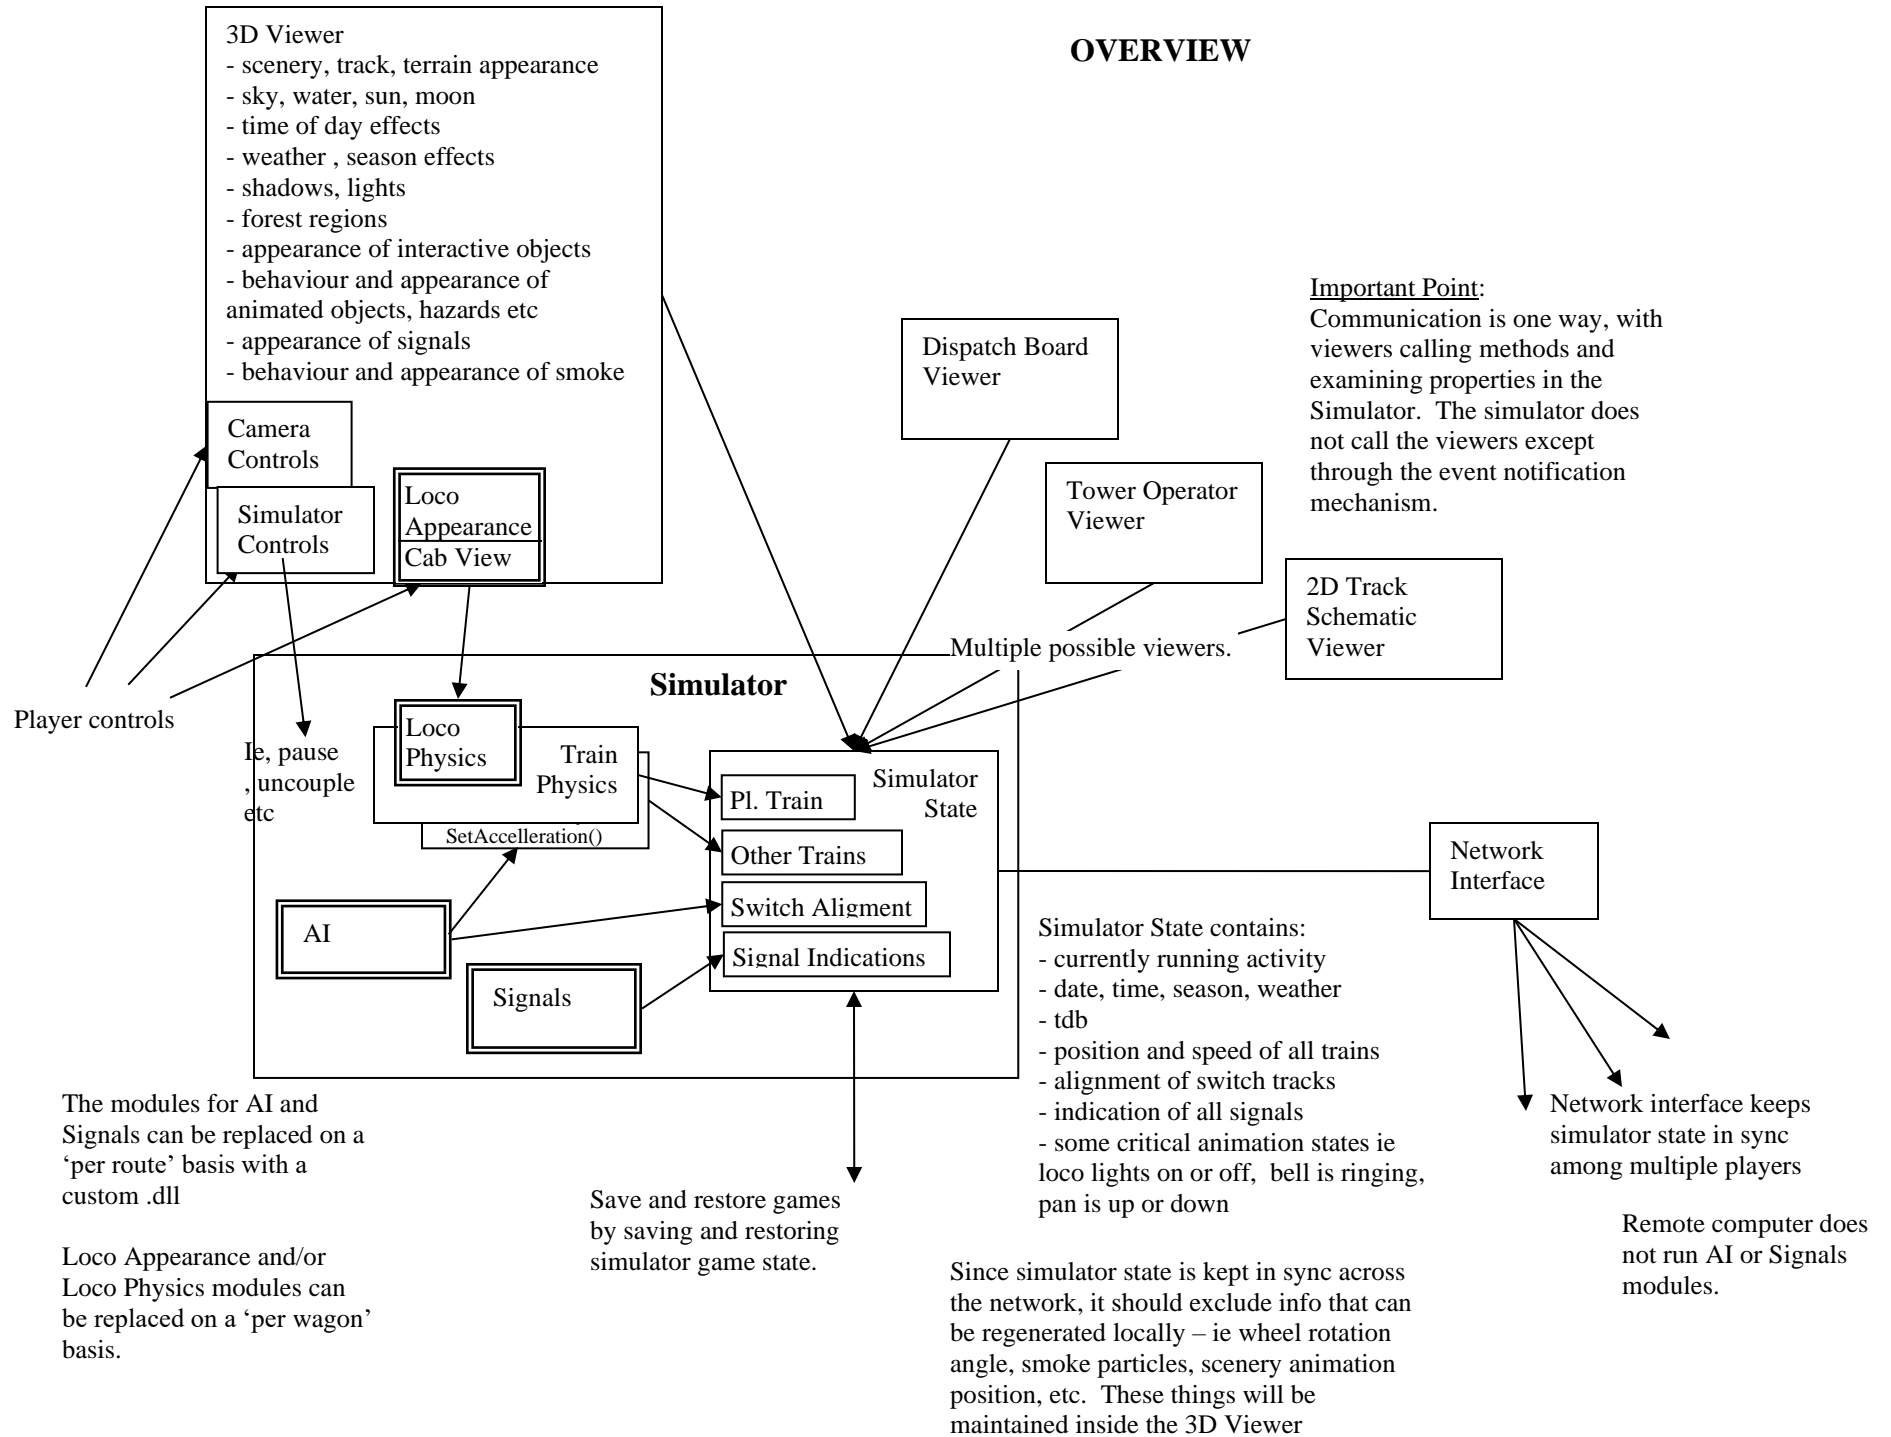 OVERVIEW
3D Viewer
- scenery, track, terrain appearance
- sky, water, sun, moon
- time of day effects
- weather , season effects
- shadows, lights
- forest regions
- appearance of interactive objects
- behaviour and appearance of
animated objects, hazards etc
- appearance of signals
- behaviour and appearance of smoke
Camera
Controls
Simulator
Controls
Loco
Appearance
Cab View
Dispatch Board
Viewer
Tower Operator
Viewer
2D Track
Schematic
Viewer
Important Point:
Communication is one way, with
viewers calling methods and
examining properties in the
Simulator.  The simulator does
not call the viewers except
through the event notification
mechanism.
Multiple possible viewers.
Player controls
Simulator
Ie, pause
, uncouple
etc
Loco
Physics
Train
Physics
SetAccelleration()
Simulator
State
Pl. Train
Other Trains
Switch Aligment
Signal Indications
AI
Signals
Network
Interface
Simulator State contains:
- currently running activity
- date, time, season, weather
- tdb
- position and speed of all trains
- alignment of switch tracks
- indication of all signals
- some critical animation states ie
loco lights on or off,  bell is ringing,
pan is up or down
Network interface keeps
simulator state in sync
among multiple players
Remote computer does
not run AI or Signals
modules.
The modules for AI and
Signals can be replaced on a
‘per route’ basis with a
custom .dll
Loco Appearance and/or
Loco Physics modules can
be replaced on a ‘per wagon’
basis.
Save and restore games
by saving and restoring
simulator game state.
Since simulator state is kept in sync across
the network, it should exclude info that can
be regenerated locally – ie wheel rotation
angle, smoke particles, scenery animation
position, etc.  These things will be
maintained inside the 3D Viewer